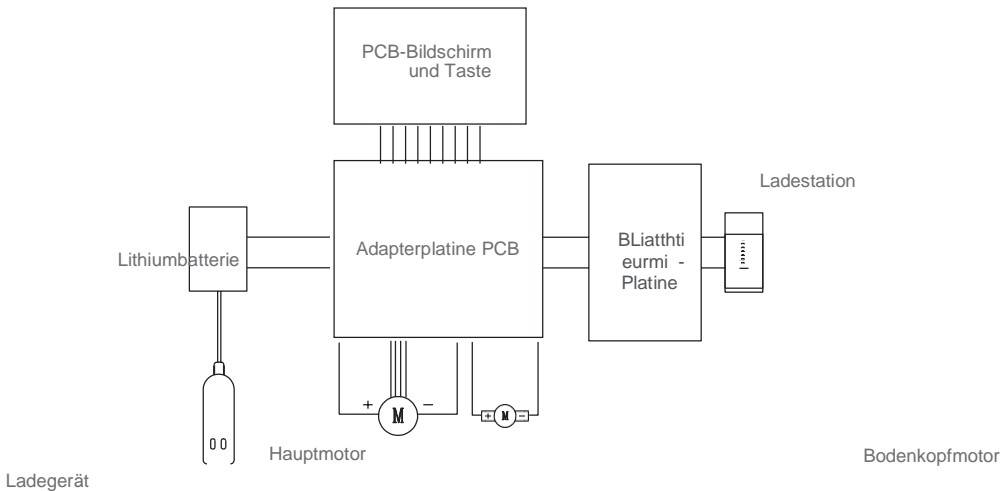 PCB-Bildschirm
und Taste
Ladestation
Adapterplatine PCB
BLiatthti
eurmi -
Platine
Lithiumbatterie
+
M
−
+
M
−
Hauptmotor
Bodenkopfmotor
Ladegerät